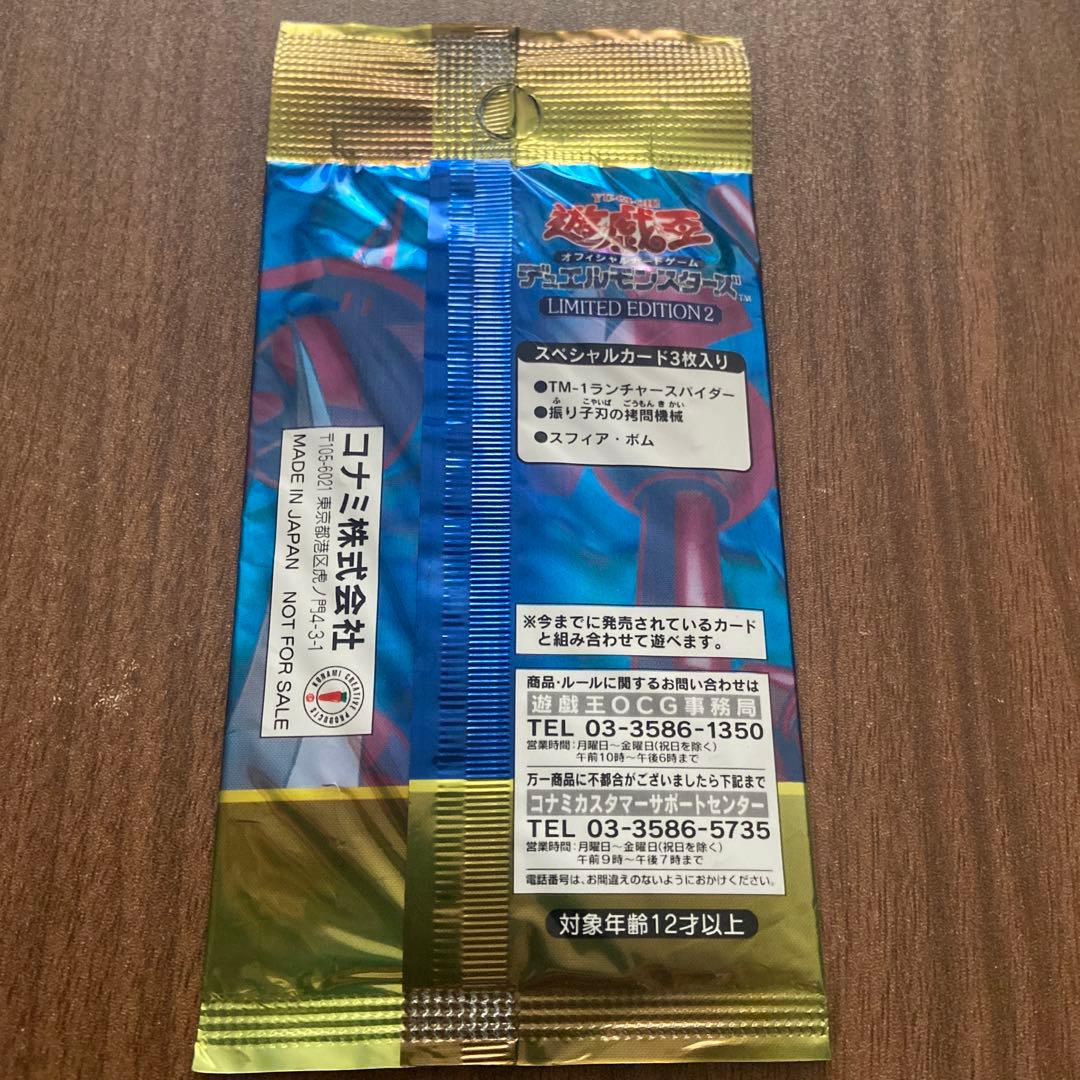 YU-GI-OH
遊戯王
オフィシャルカードゲーム
デュエルモンスターズ™
LIMITED EDITION 2
スペシャルカード3枚入り
●TM-1ランチャースパイダー
ふ こやいば ごうもん き かい
●振り子刃の拷問機械
●スフィア・ボム
※今までに発売されているカード
と組み合わせて遊べます。
商品・ルールに関するお問い合わせは
遊戯王OCG事務局
TEL 03-3586-1350
営業時間:月曜日〜金曜日(祝日を除く)
午前10時〜午後6時まで
万一商品に不都合がございましたら下記まで
コナミカスタマーサポートセンター
TEL 03-3586-5735
営業時間:月曜日〜金曜日(祝日を除く)
午前9時〜午後7時まで
電話番号は、お間違えのないようにおかけください。
対象年齢12才以上
コナミ株式会社
〒105-6021 東京都港区虎ノ門4-3-1
MADE IN JAPAN NOT FOR SALE
KONAMI CREATIVE PRODUCTS